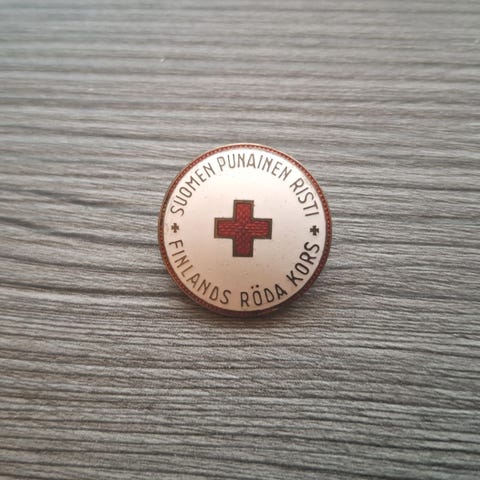 SUOMEN PUNAINEN RISTI
FINLANDS RÖDA KORS